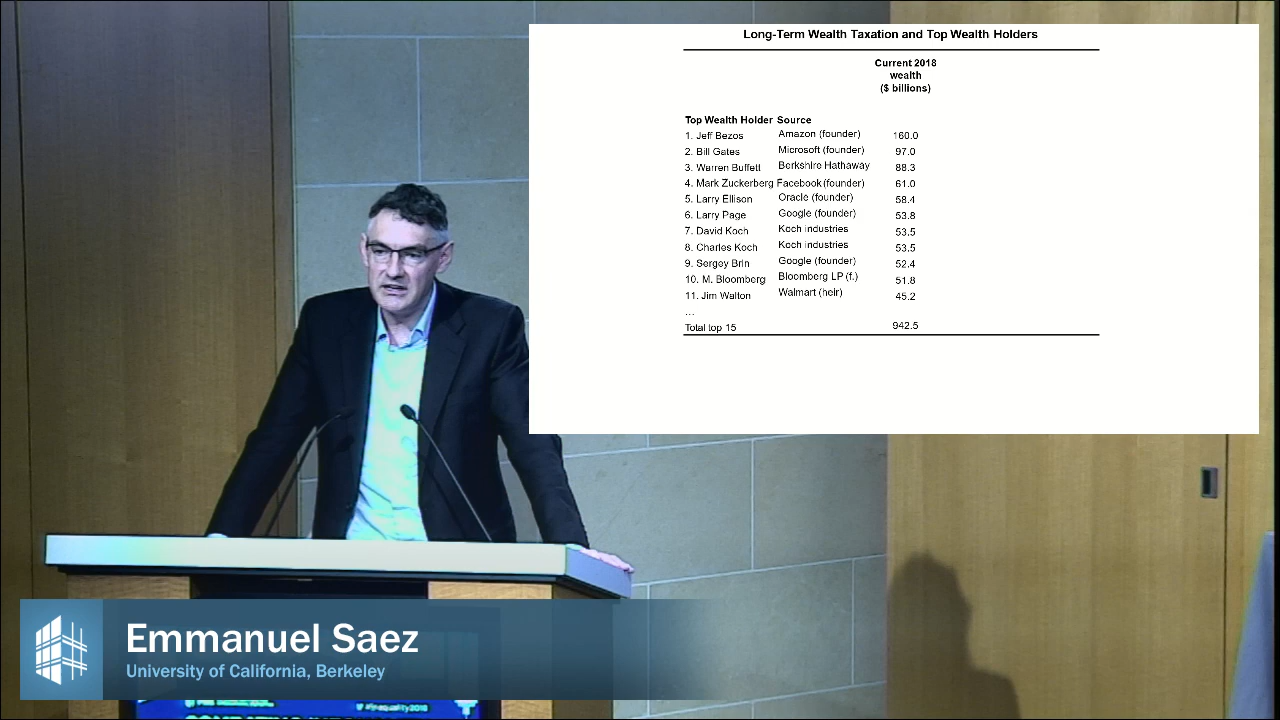 Long-Term Wealth Taxation and Top Wealth Holders
Current 2018
wealth
($ billions)
Top Wealth Holder Source
1. Jeff Bezos Amazon (founder) 160.0
2. Bill Gates Microsoft (founder) 97.0
3. Warren Buffett Berkshire Hathaway 88.3
4. Mark Zuckerberg Facebook (founder) 61.0
5. Larry Ellison Oracle (founder) 58.4
6. Larry Page Google (founder) 53.8
7. David Koch Koch industries 53.5
8. Charles Koch Koch industries 53.5
9. Sergey Brin Google (founder) 52.4
10. M. Bloomberg Bloomberg LP (f.) 51.8
11. Jim Walton Walmart (heir) 45.2
...
Total top 15 942.5
Emmanuel Saez
University of California, Berkeley